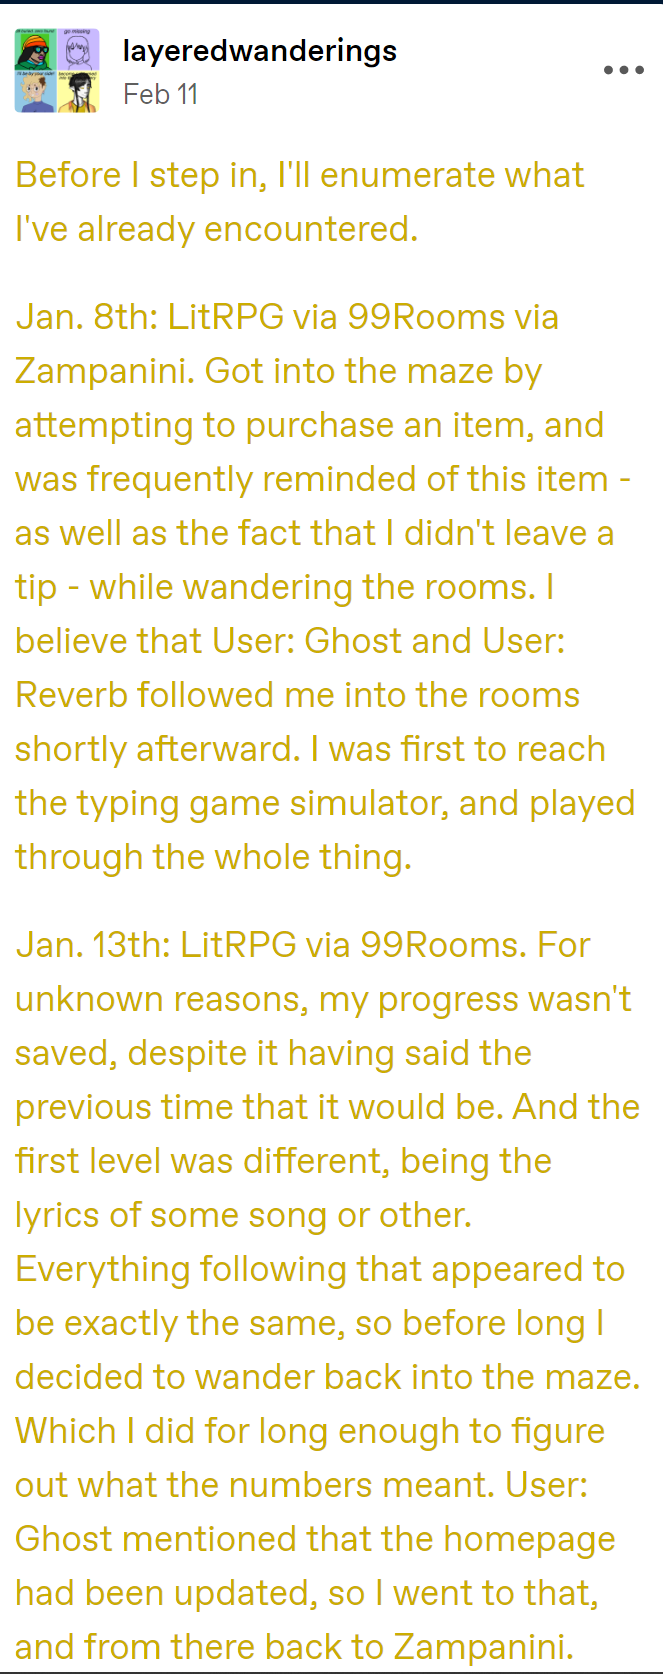 layeredwanderings
Feb 11
Before I step in, I'll enumerate what
I've already encountered.
Jan. 8th: LitRPG via 99Rooms via
Zampanini. Got into the maze by
attempting to purchase an item, and
was frequently reminded of this item -
as well as the fact that I didn't leave a
tip - while wandering the rooms. I
believe that User: Ghost and User:
Reverb followed me into the rooms
shortly afterward. I was first to reach
the typing game simulator, and played
through the whole thing.
Jan. 13th: LitRPG via 99Rooms. For
unknown reasons, my progress wasn't
saved, despite it having said the
previous time that it would be. And the
first level was different, being the
lyrics of some song or other.
Everything following that appeared to
be exactly the same, so before long I
decided to wander back into the maze.
Which I did for long enough to figure
out what the numbers meant. User:
Ghost mentioned that the homepage
had been updated, so I went to that,
and from there back to Zampanini.